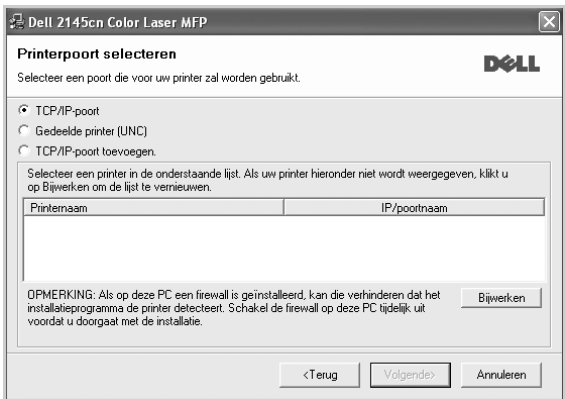 Dell 2145cn Color Laser MFP
Printerpoort selecteren
Selecteer een poort die voor uw printer zal worden gebruikt.
DELL
TCP/IP-poort
Gedeelde printer (UNC)
TCP/IP-poort toevoegen.
Selecteer een printer in de onderstaande lijst. Als uw printer hieronder niet wordt weergegeven, klikt u
op Bijwerken om de lijst te vernieuwen.
Printernaam IP/poortnaam
OPMERKING: Als op deze PC een firewall is geïnstalleerd, kan die verhinderen dat het
installatieprogramma de printer detecteert. Schakel de firewall op deze PC tijdelijk uit
voordat u doorgaat met de installatie.
Bijwerken
<Terug Volgende> Annuleren